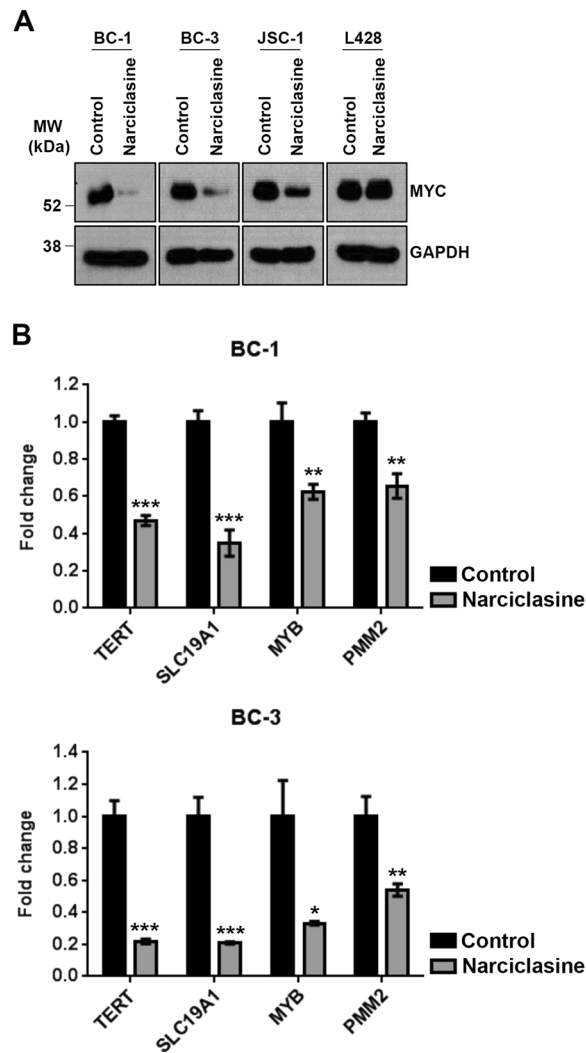 A
BC-1 BC-3 JSC-1 L428
Control Narciclasine Control Narciclasine Control Narciclasine Control Narciclasine
MW
(kDa)
52
MYC
38
GAPDH
B
BC-1
Fold change
1.2
1.0
0.8
0.6
0.4
0.2
0.0
*** *** ** **
Control
Narciclasine
TERT SLC19A1 MYB PMM2
BC-3
Fold change
1.4
1.2
1.0
0.8
0.6
0.4
0.2
0.0
*** *** * **
Control
Narciclasine
TERT SLC19A1 MYB PMM2